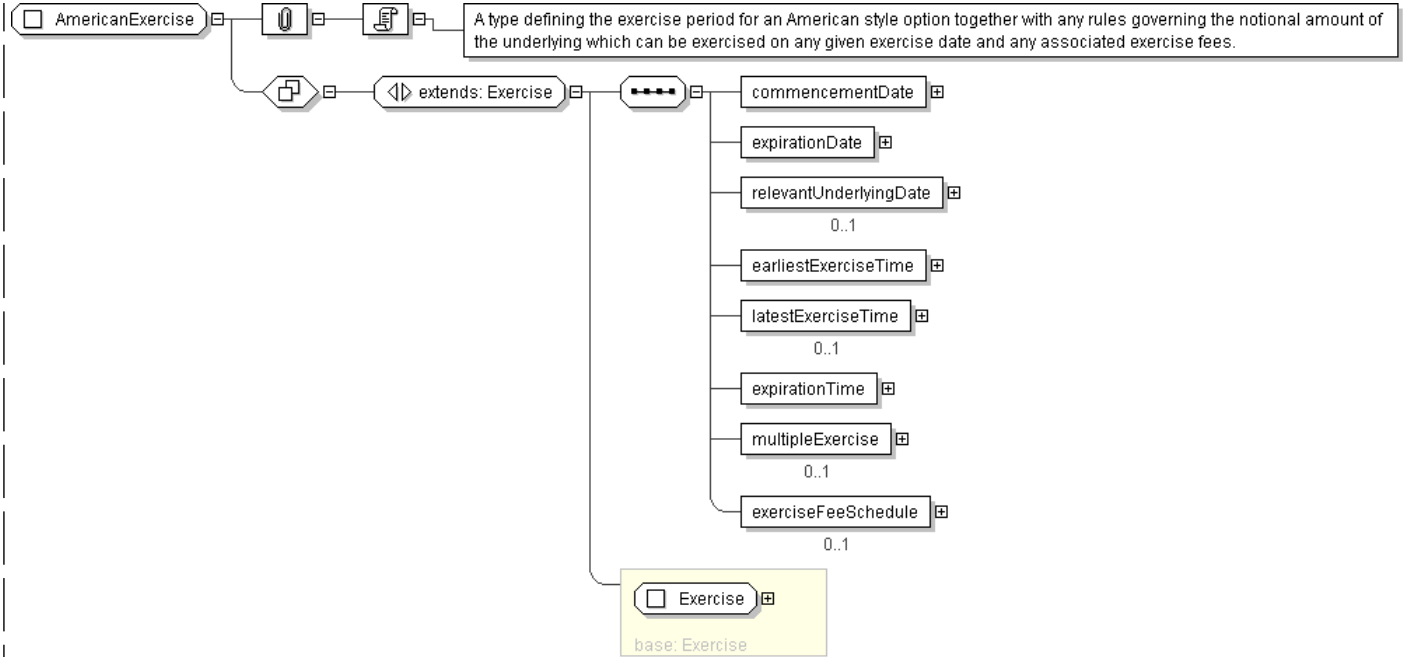 AmericanExercise
A type defining the exercise period for an American style option together with any rules governing the notional amount of
the underlying which can be exercised on any given exercise date and any associated exercise fees.
extends: Exercise
commencementDate
expirationDate
relevantUnderlyingDate
0..1
earliestExerciseTime
latestExerciseTime
0..1
expirationTime
multipleExercise
0..1
exerciseFeeSchedule
0..1
Exercise
base: Exercise